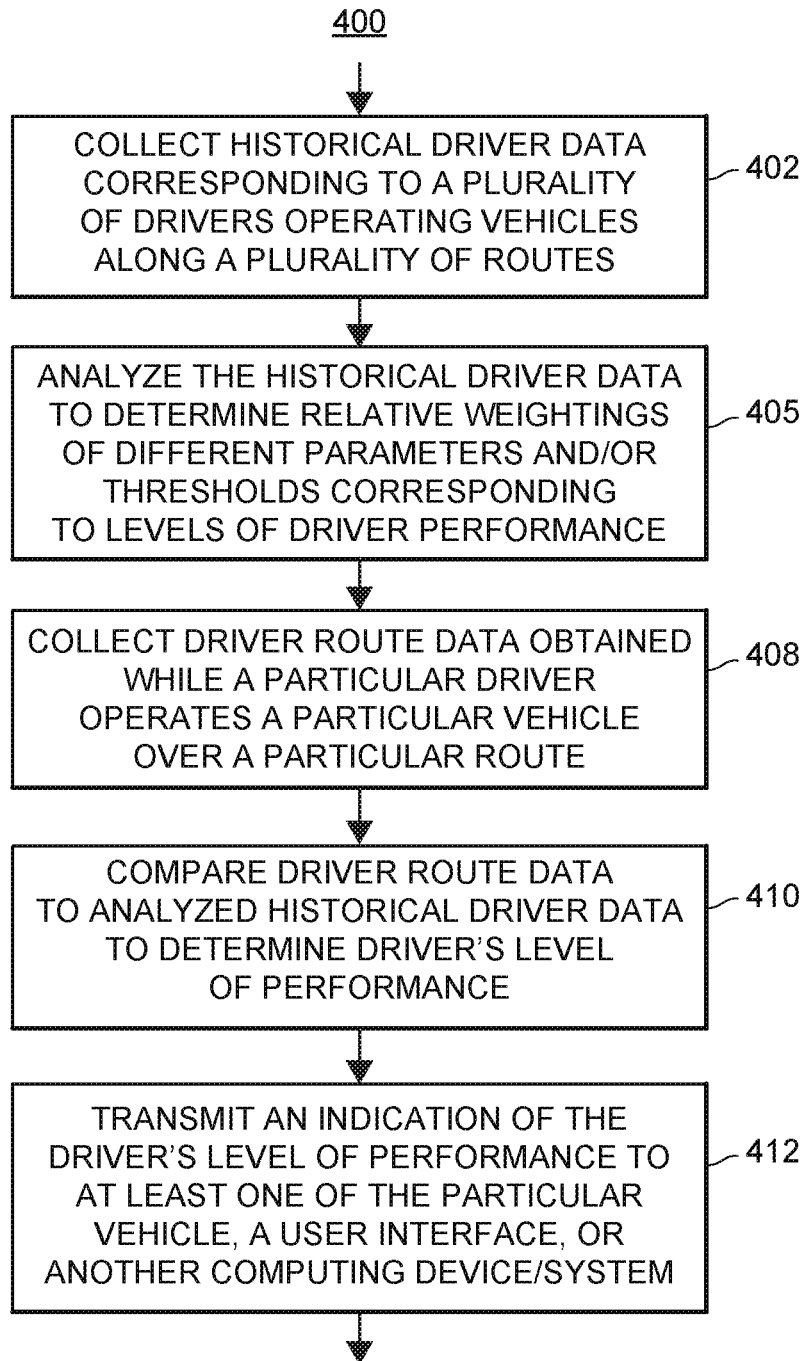 400
COLLECT HISTORICAL DRIVER DATA
CORRESPONDING TO A PLURALITY
OF DRIVERS OPERATING VEHICLES
ALONG A PLURALITY OF ROUTES
402
ANALYZE THE HISTORICAL DRIVER DATA
TO DETERMINE RELATIVE WEIGHTINGS
OF DIFFERENT PARAMETERS AND/OR
THRESHOLDS CORRESPONDING
TO LEVELS OF DRIVER PERFORMANCE
405
COLLECT DRIVER ROUTE DATA OBTAINED
WHILE A PARTICULAR DRIVER
OPERATES A PARTICULAR VEHICLE
OVER A PARTICULAR ROUTE
408
COMPARE DRIVER ROUTE DATA
TO ANALYZED HISTORICAL DRIVER DATA
TO DETERMINE DRIVER'S LEVEL
OF PERFORMANCE
410
TRANSMIT AN INDICATION OF THE
DRIVER'S LEVEL OF PERFORMANCE TO
AT LEAST ONE OF THE PARTICULAR
VEHICLE, A USER INTERFACE, OR
ANOTHER COMPUTING DEVICE/SYSTEM
412